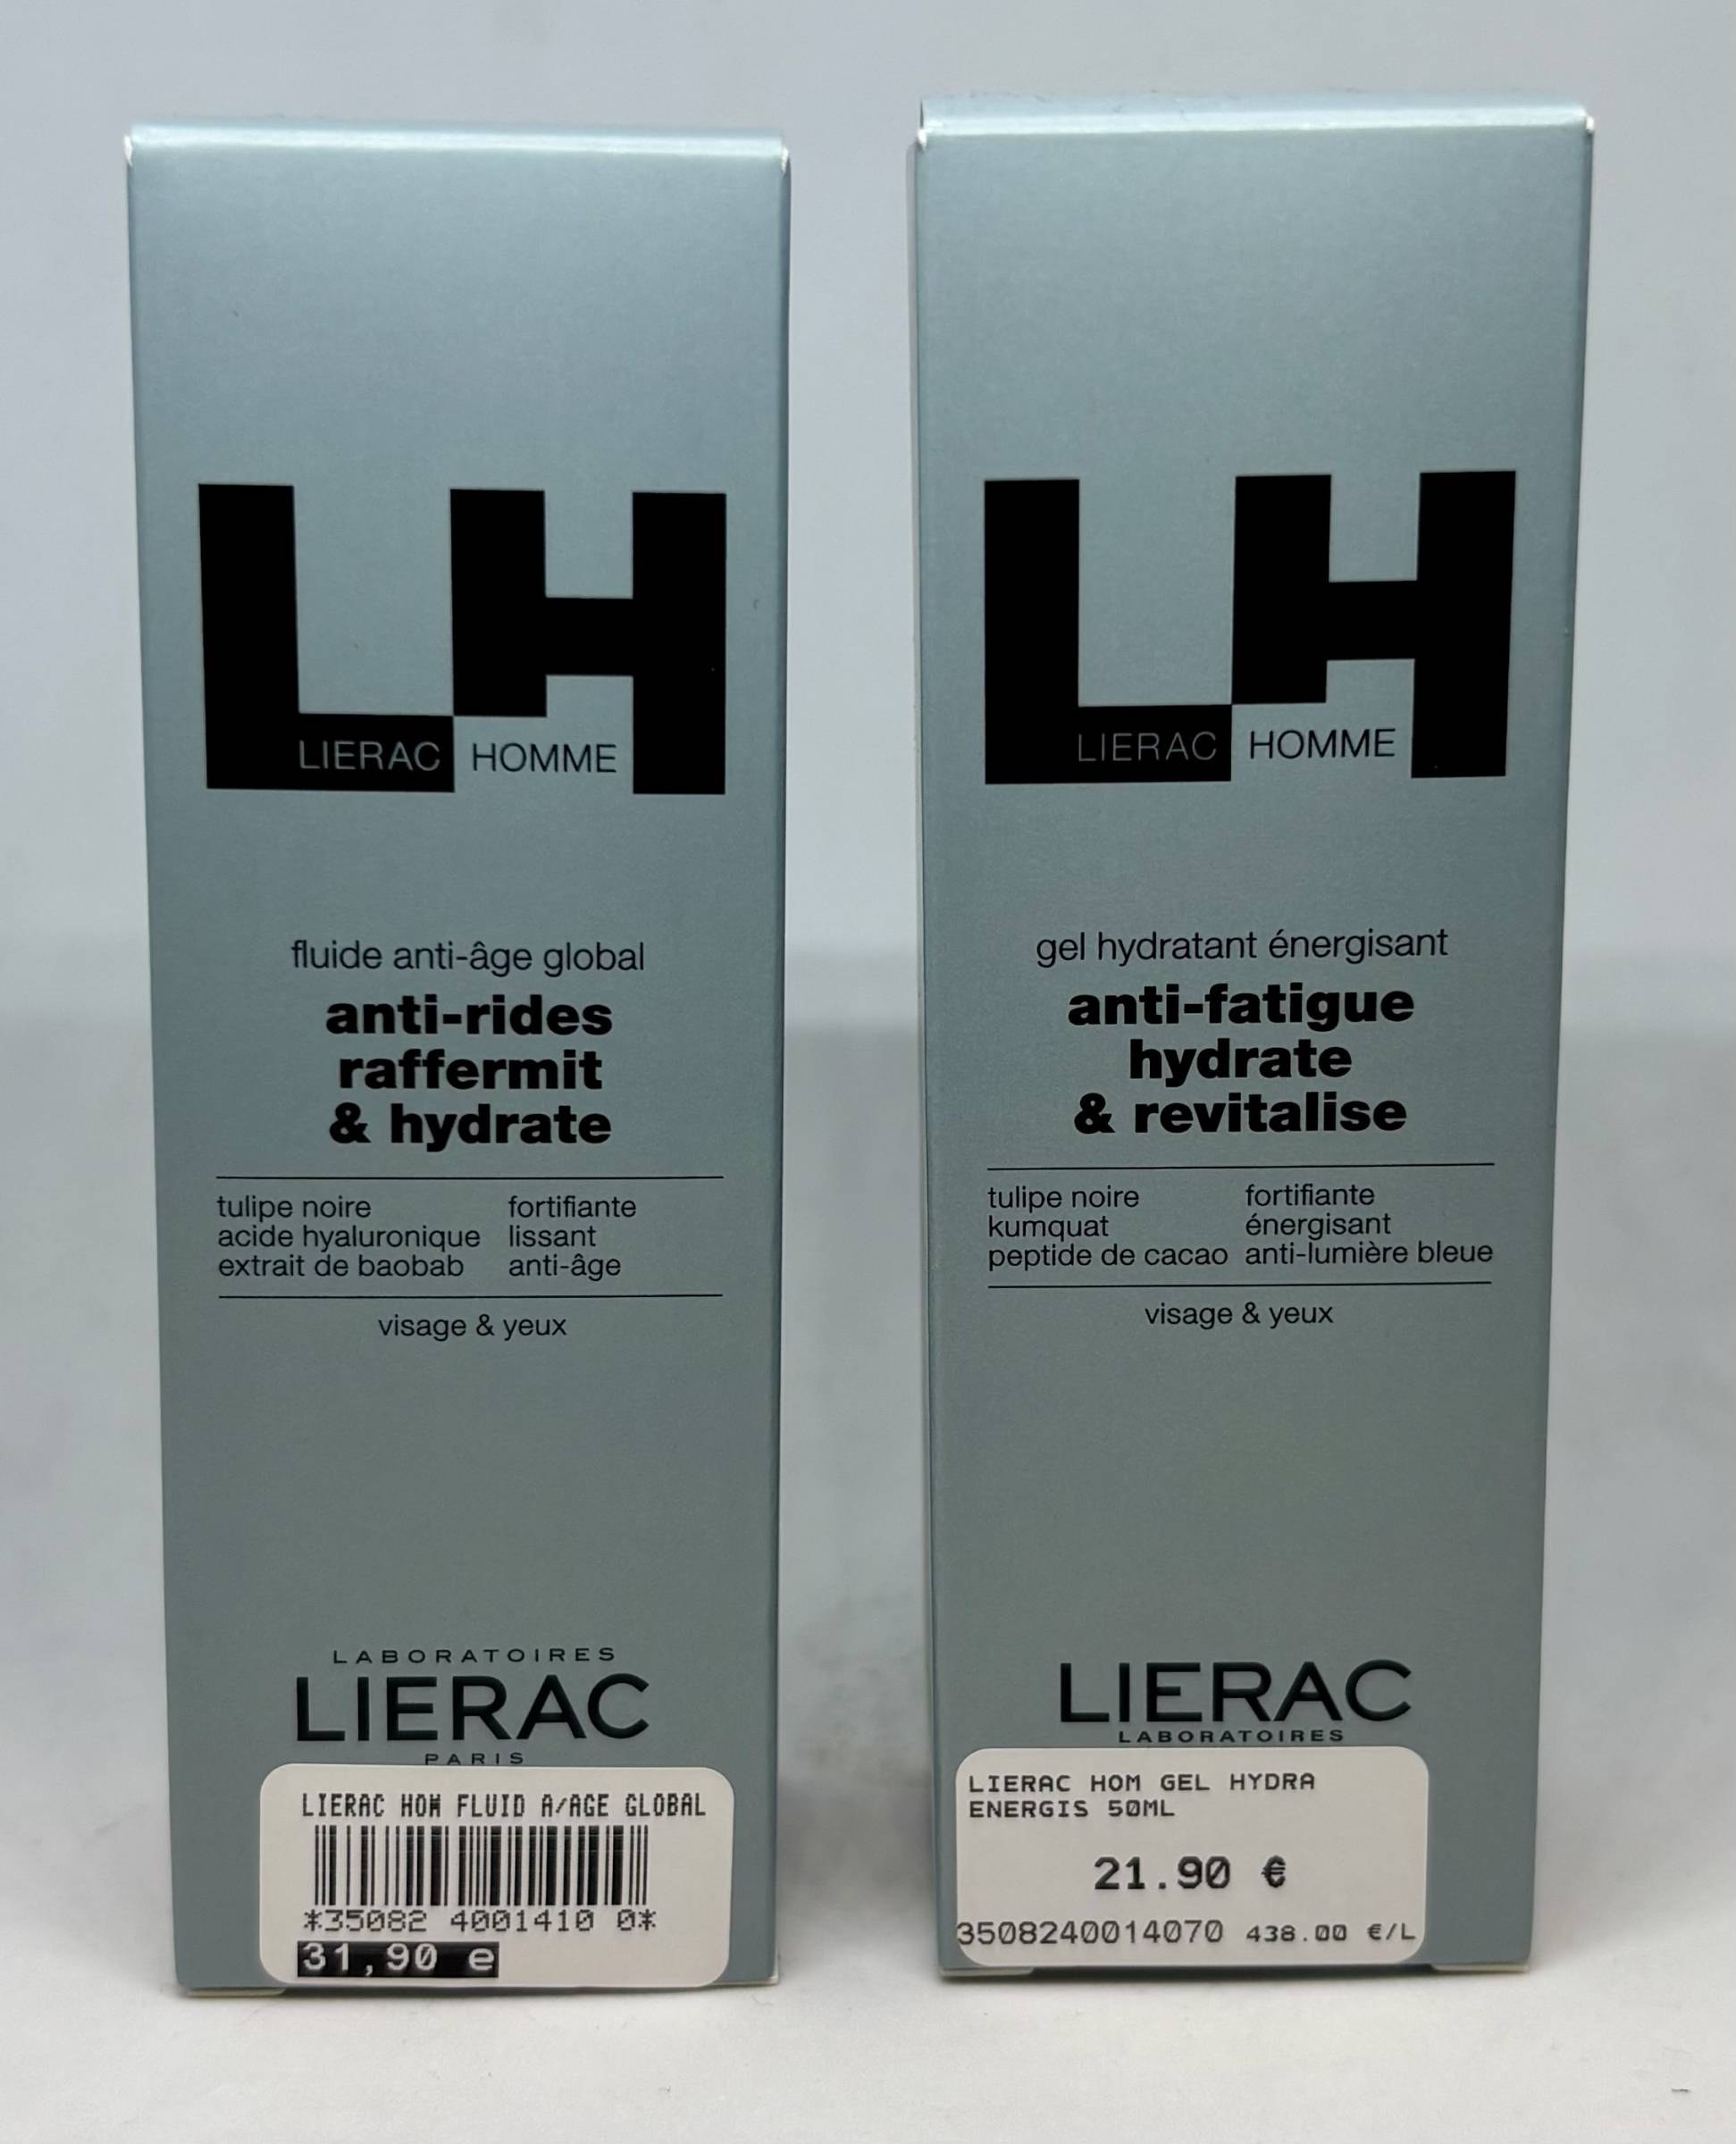 LH
LIERAC HOMME
fluide anti-âge global
anti-rides
raffermit
& hydrate
tulipe noire fortifiante
acide hyaluronique lissant
extrait de baobab anti-âge
visage & yeux
LABORATOIRES
LIERAC
PARIS
LIERAC HOM FLUID A/AGE GLOBAL
*35082 4001410 0*
31,90 e
LH
LIERAC HOMME
gel hydratant énergisant
anti-fatigue
hydrate
& revitalise
tulipe noire fortifiante
kumquat énergisant
peptide de cacao anti-lumière bleue
visage & yeux
LIERAC
LABORATOIRES
LIERAC HOM GEL HYDRA
ENERGIS 50ML
21.90 €
3508240014070 438.00 €/L